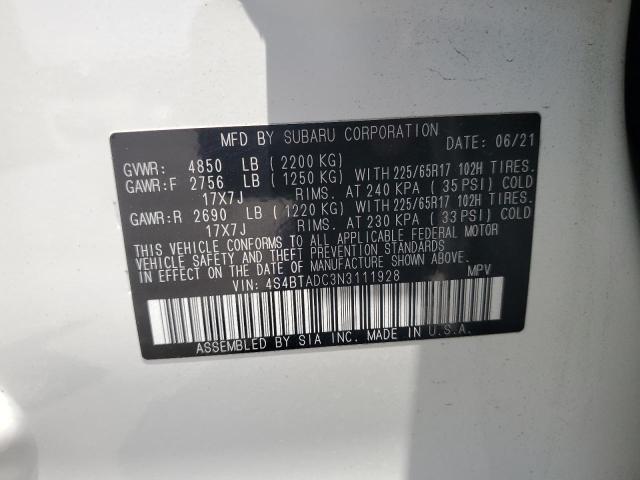 MFD BY SUBARU CORPORATION DATE: 06/21
GVWR: 4850 LB (2200 KG)
GAWR:F 2756 LB (1250 KG) WITH 225/65R17 102H TIRES.
17X7J RIMS. AT 240 KPA (35 PSI) COLD
GAWR:R 2690 LB (1220 KG) WITH 225/65R17 102H TIRES.
17X7J RIMS. AT 230 KPA (33 PSI) COLD
THIS VEHICLE CONFORMS TO ALL APPLICABLE FEDERAL MOTOR
VEHICLE SAFETY AND THEFT PREVENTION STANDARDS
IN EFFECT ON THE DATE OF MANUFACTURE SHOWN ABOVE.
VIN: 4S4BTADC3N3111928 MPV
ASSEMBLED BY SIA INC. MADE IN U.S.A.